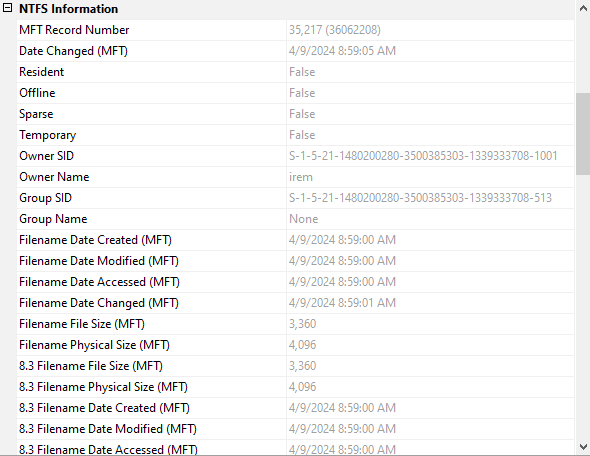 NTFS Information
MFT Record Number 35,217 (36062208)
Date Changed (MFT) 4/9/2024 8:59:05 AM
Resident False
Offline False
Sparse False
Temporary False
Owner SID S-1-5-21-1480200280-3500385303-1339333708-1001
Owner Name irem
Group SID S-1-5-21-1480200280-3500385303-1339333708-513
Group Name None
Filename Date Created (MFT) 4/9/2024 8:59:00 AM
Filename Date Modified (MFT) 4/9/2024 8:59:00 AM
Filename Date Accessed (MFT) 4/9/2024 8:59:00 AM
Filename Date Changed (MFT) 4/9/2024 8:59:01 AM
Filename File Size (MFT) 3,360
Filename Physical Size (MFT) 4,096
8.3 Filename File Size (MFT) 3,360
8.3 Filename Physical Size (MFT) 4,096
8.3 Filename Date Created (MFT) 4/9/2024 8:59:00 AM
8.3 Filename Date Modified (MFT) 4/9/2024 8:59:00 AM
8.3 Filename Date Accessed (MFT) 4/9/2024 8:59:00 AM